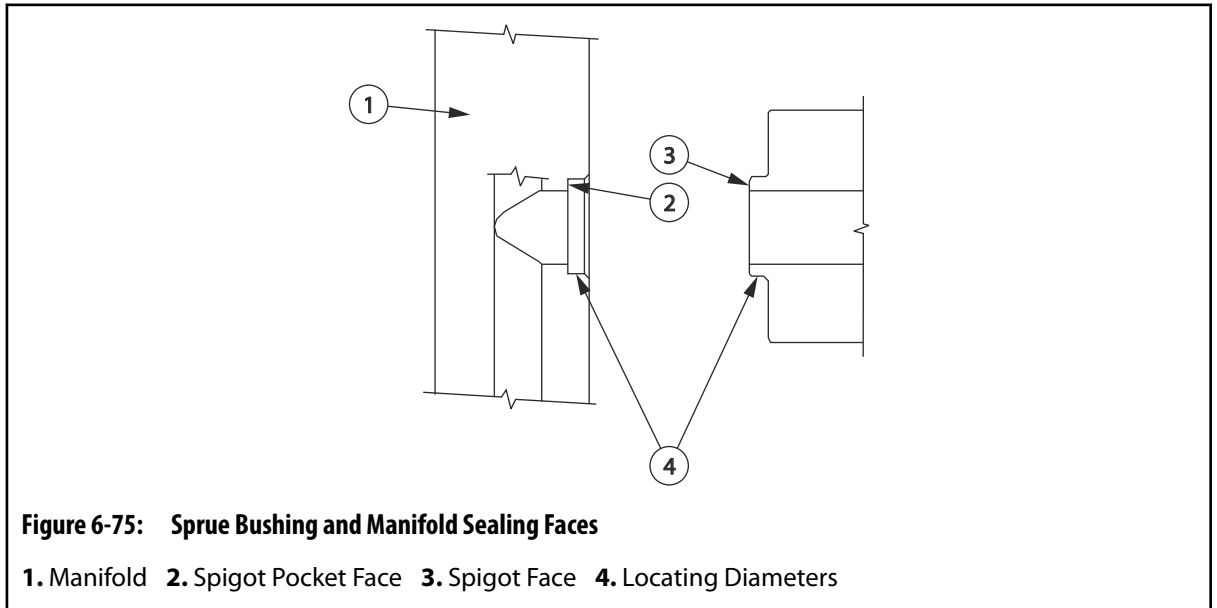 1
3
2
4
Figure 6-75: Sprue Bushing and Manifold Sealing Faces
1. Manifold 2. Spigot Pocket Face 3. Spigot Face 4. Locating Diameters